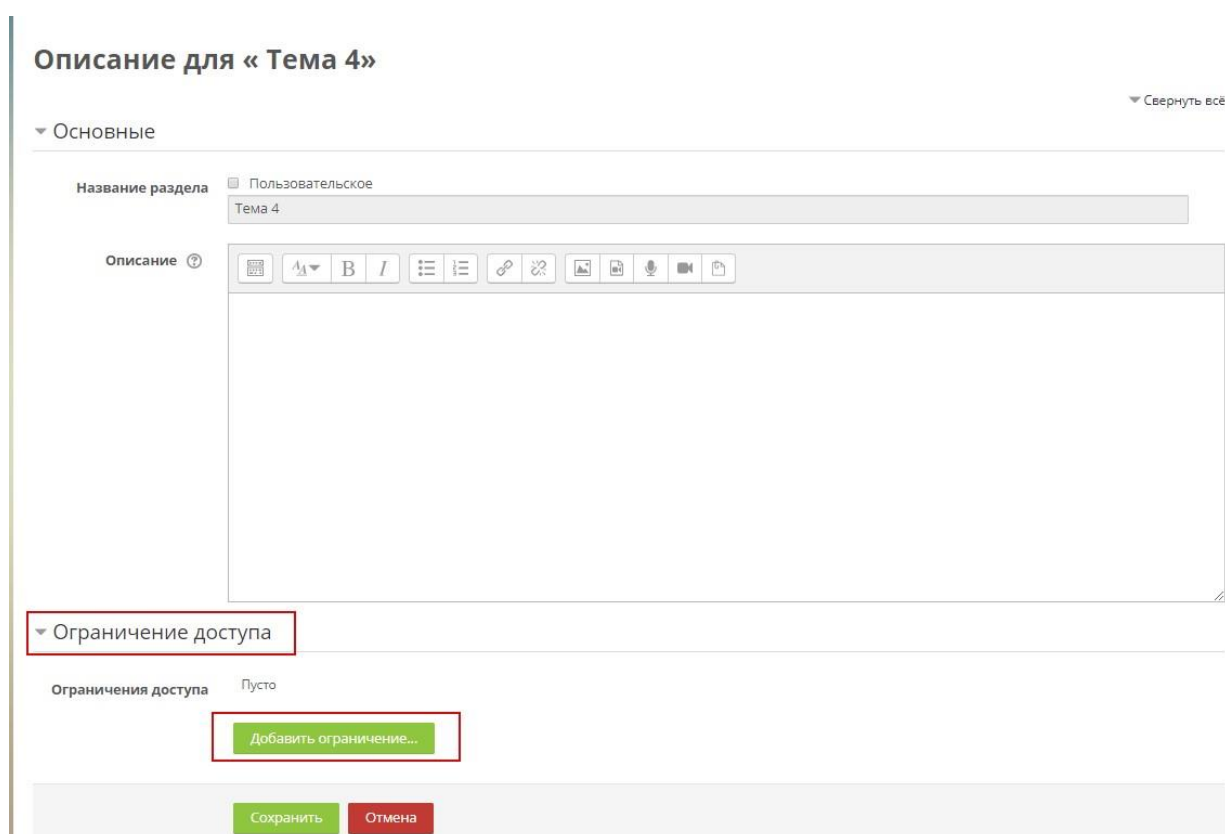 Описание для « Тема 4»
Свернуть всё
Основные
Название раздела
Пользовательское
Тема 4
Описание
B I
Ограничение доступа
Ограничения доступа
Пусто
Добавить ограничение...
Сохранить
Отмена